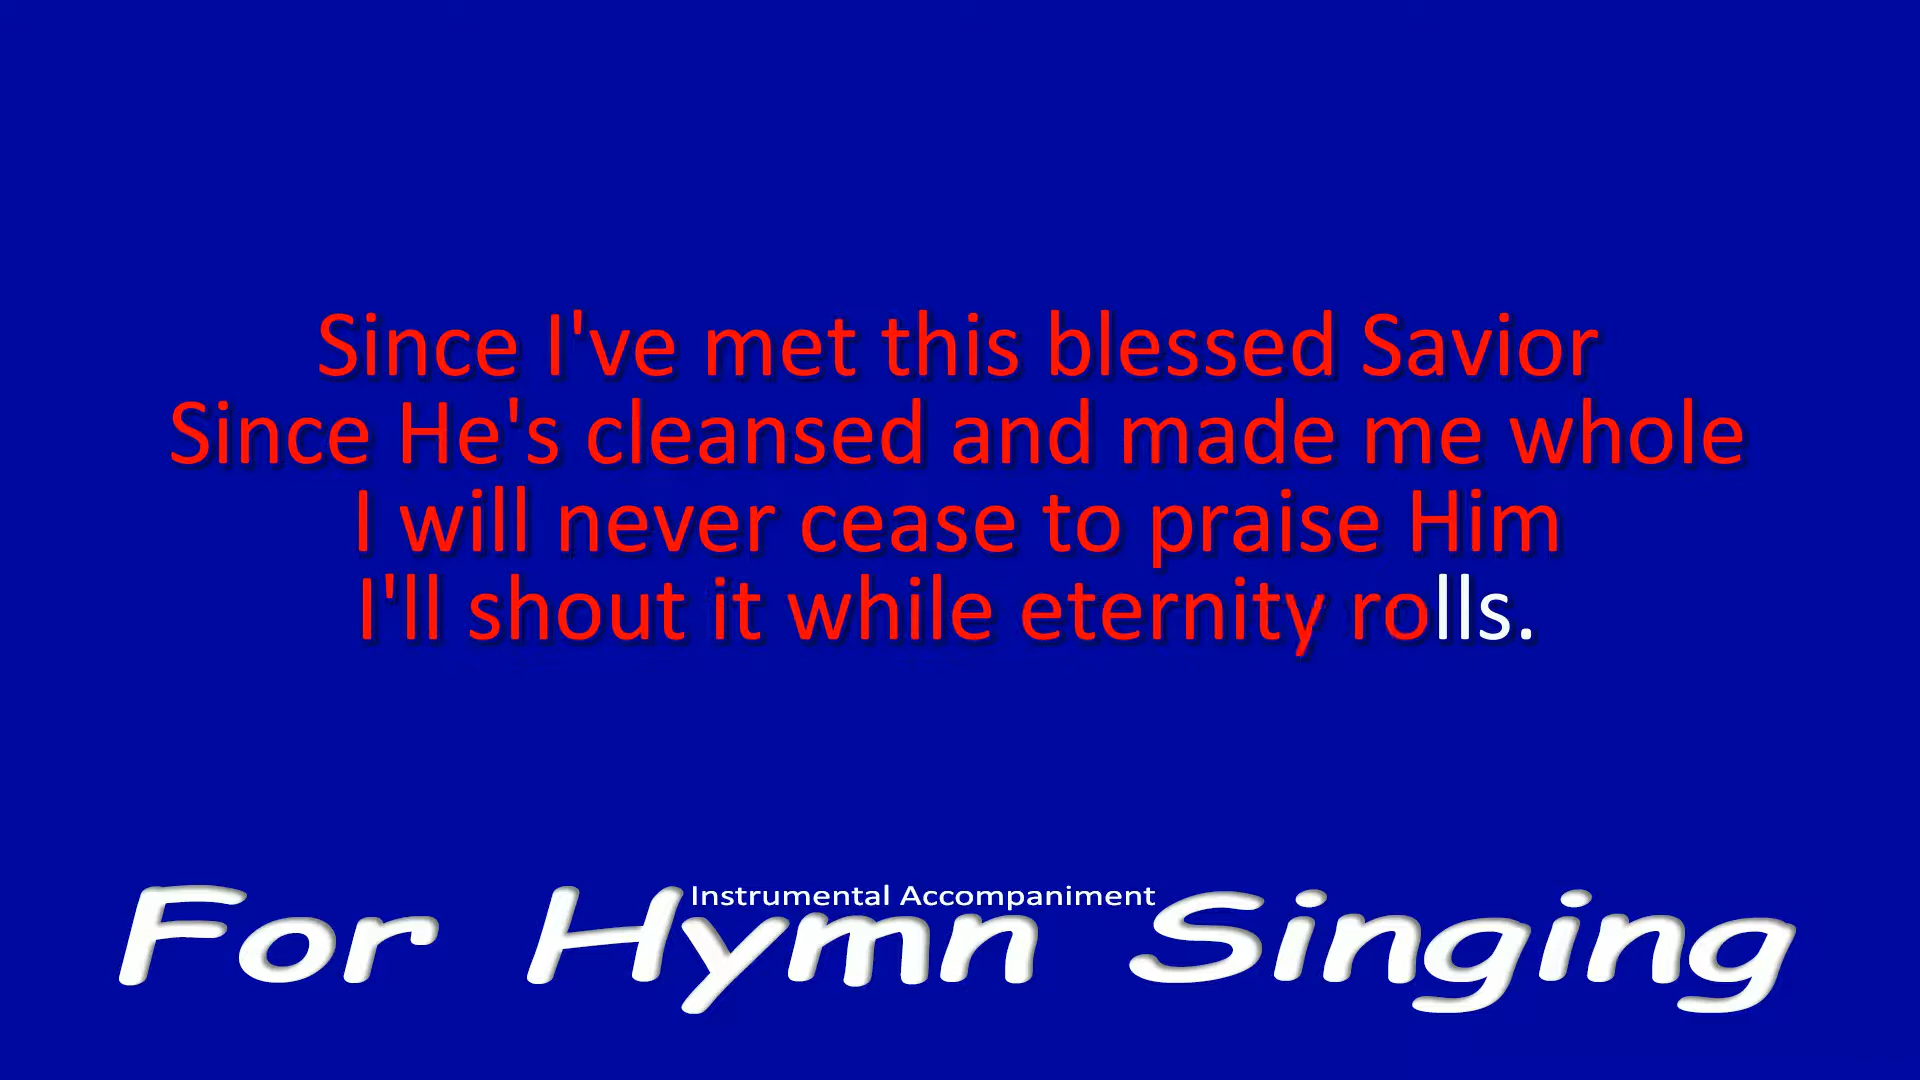 Since I've met this blessed Savior
Since He's cleansed and made me whole
I will never cease to praise Him
I'll shout it while eternity rolls.
Instrumental Accompaniment
For Hymn Singing